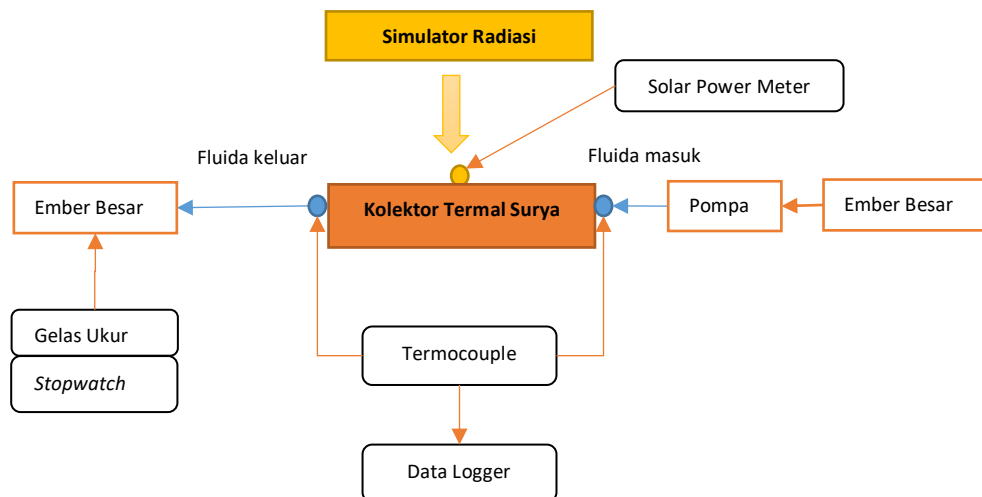 Simulator Radiasi
Solar Power Meter
Fluida keluar
Fluida masuk
Ember Besar
Kolektor Termal Surya
Pompa
Ember Besar
Gelas Ukur
Stopwatch
Termocouple
Data Logger